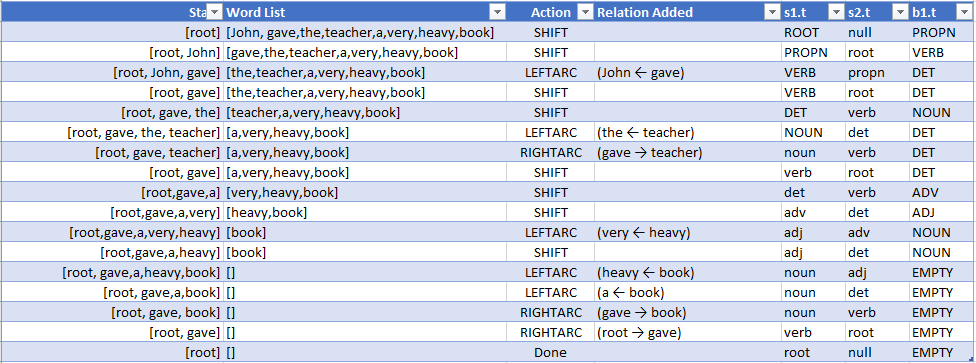 Sta Word List Action Relation Added s1.t s2.t b1.t
[root] [John, gave,the,teacher,a,very,heavy,book] SHIFT ROOT null PROPN
[root, John] [gave,the,teacher,a,very,heavy,book] SHIFT PROPN root VERB
[root, John, gave] [the,teacher,a,very,heavy,book] LEFTARC (John ← gave) VERB propn DET
[root, gave] [the,teacher,a,very,heavy,book] SHIFT VERB root DET
[root, gave, the] [teacher,a,very,heavy,book] SHIFT DET verb NOUN
[root, gave, the, teacher] [a,very,heavy,book] LEFTARC (the ← teacher) NOUN det DET
[root, gave, teacher] [a,very,heavy,book] RIGHTARC (gave → teacher) noun verb DET
[root, gave] [a,very,heavy,book] SHIFT verb root DET
[root,gave,a] [very,heavy,book] SHIFT det verb ADV
[root,gave,a,very] [heavy,book] SHIFT adv det ADJ
[root,gave,a,very,heavy] [book] LEFTARC (very ← heavy) adj adv NOUN
[root,gave,a,heavy] [book] SHIFT adj det NOUN
[root, gave,a,heavy,book] [] LEFTARC (heavy ← book) noun adj EMPTY
[root, gave,a,book] [] LEFTARC (a ← book) noun det EMPTY
[root, gave, book] [] RIGHTARC (gave → book) noun verb EMPTY
[root, gave] [] RIGHTARC (root → gave) verb root EMPTY
[root] [] Done root null EMPTY